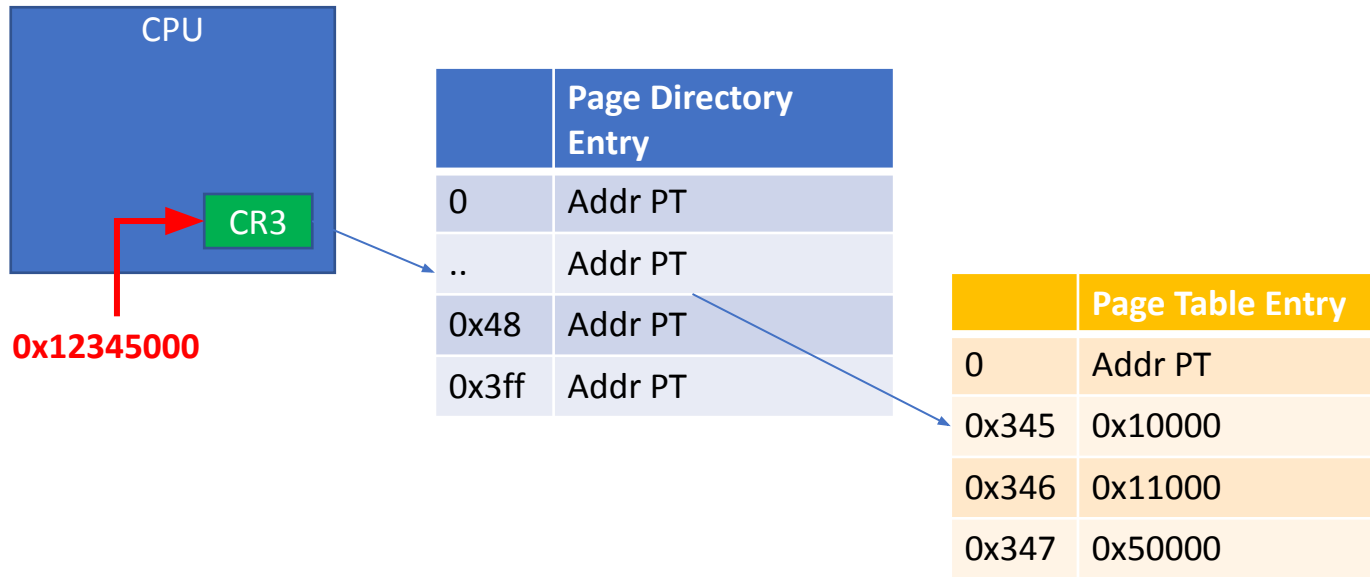 CPU
CR3
0x12345000
Page Directory
Entry
0 Addr PT
.. Addr PT
0x48 Addr PT
0x3ff Addr PT
Page Table Entry
0 Addr PT
0x345 0x10000
0x346 0x11000
0x347 0x50000